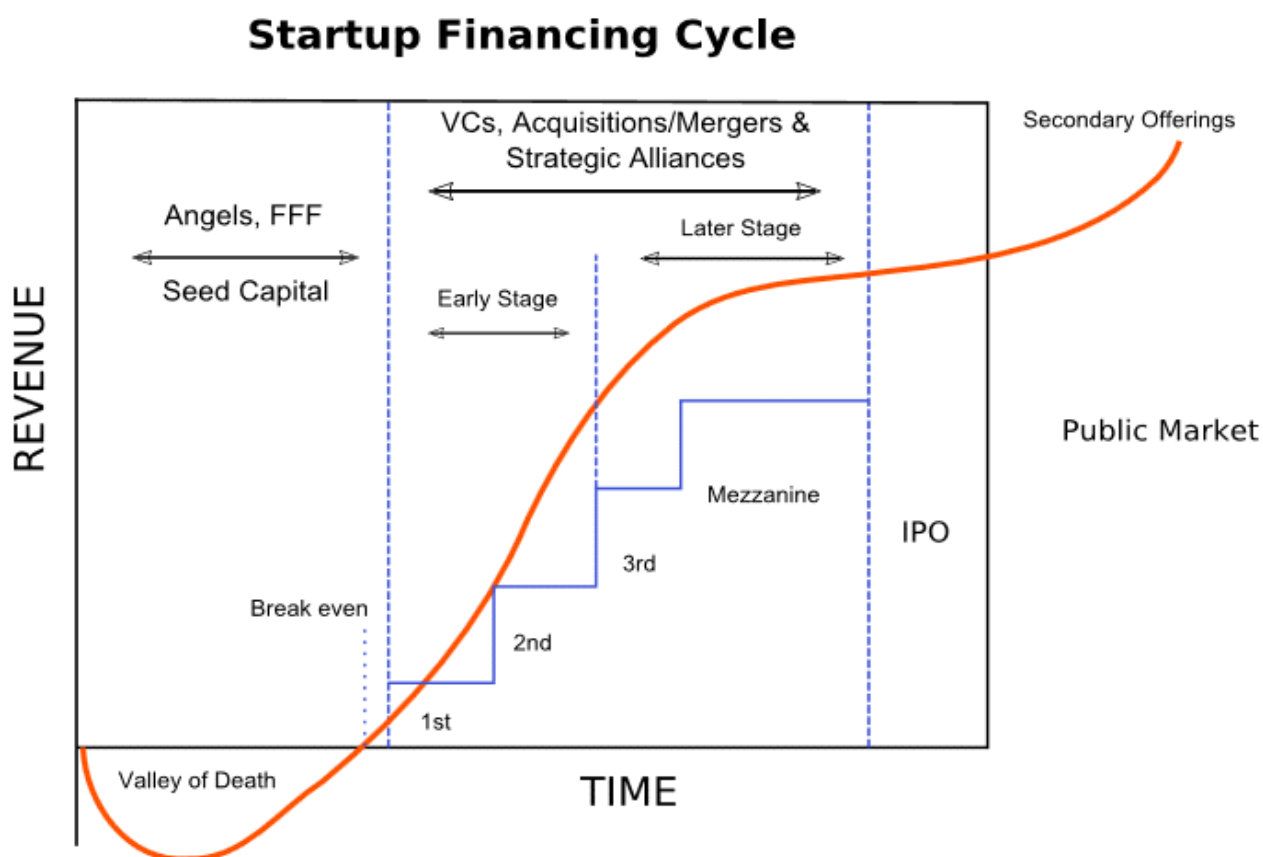 Startup Financing Cycle
VCs, Acquisitions/Mergers &
Strategic Alliances
Secondary Offerings
Angels, FFF
Later Stage
Seed Capital
Early Stage
REVENUE
Public Market
Mezzanine
IPO
3rd
Break even
2nd
1st
Valley of Death
TIME